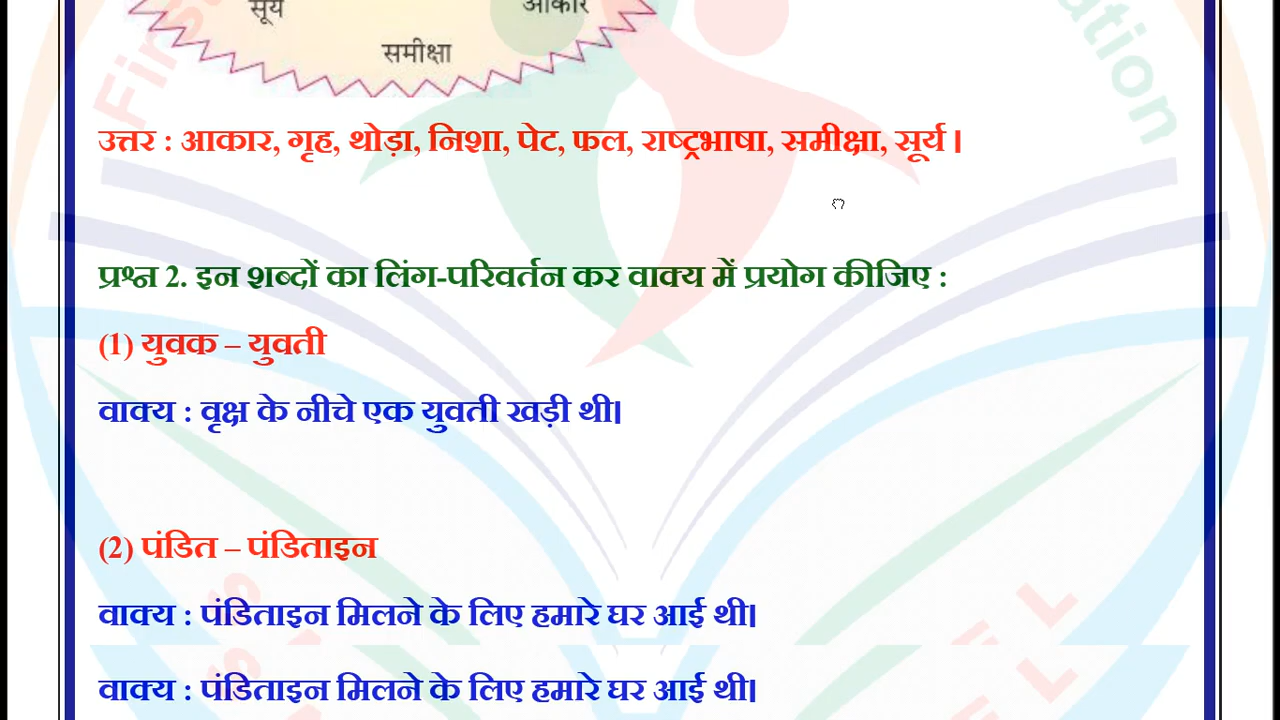 सूर्य आकार
समीक्षा
उत्तर : आकार, गृह, थोड़ा, निशा, पेट, फल, राष्ट्रभाषा, समीक्षा, सूर्य ।
प्रश्न 2. इन शब्दों का लिंग-परिवर्तन कर वाक्य में प्रयोग कीजिए :
(1) युवक – युवती
वाक्य : वृक्ष के नीचे एक युवती खड़ी थी।
(2) पंडित – पंडिताइन
वाक्य : पंडिताइन मिलने के लिए हमारे घर आई थी।
वाक्य : पंडिताइन मिलने के लिए हमारे घर आई थी।